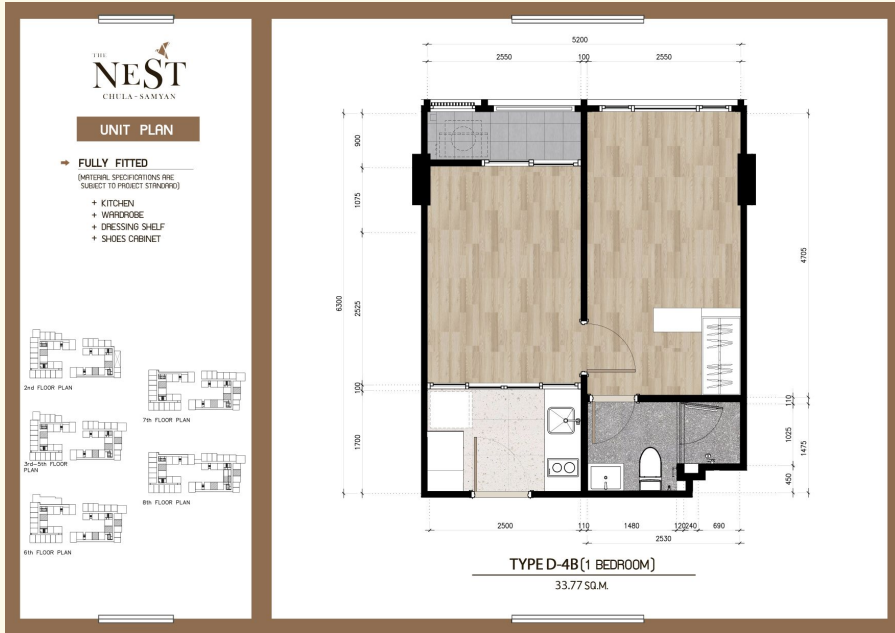 THE
NEST
CHULA - SAMYAN
UNIT PLAN
FULLY FITTED
(MATERIAL SPECIFICATIONS ARE
SUBJECT TO PROJECT STANDARD)
+ KITCHEN
+ WARDROBE
+ DRESSING SHELF
+ SHOES CABINET
2nd FLOOR PLAN
7th FLOOR PLAN
3rd-5th FLOOR
PLAN
8th FLOOR PLAN
6th FLOOR PLAN
5200
2550
100
2550
900
1075
6300
2525
100
1700
4705
110
1025
1475
450
2500
110
1480
120
240
690
2530
TYPE D-4B (1 BEDROOM)
33.77 SQ.M.